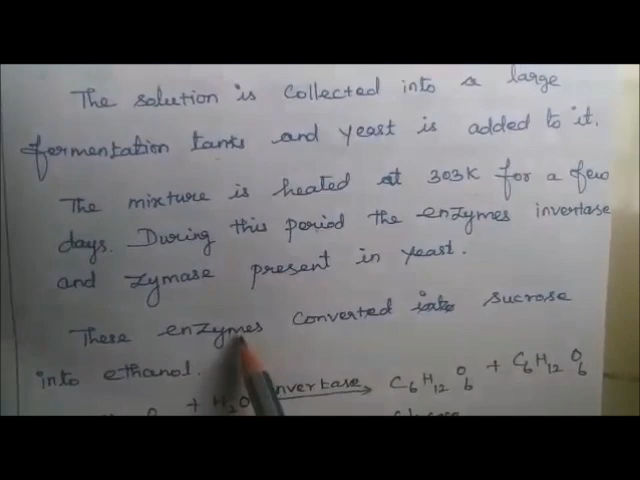 The solution is collected into a large
fermentation tanks and yeast is added to it.
The mixture is heated at 303K for a few
days. During this period the enzymes invertase
and zymase present in yeast.
These enzymes converted sucrose
into ethanol.
+ H2O invertase C6H12O6 + C6H12O6